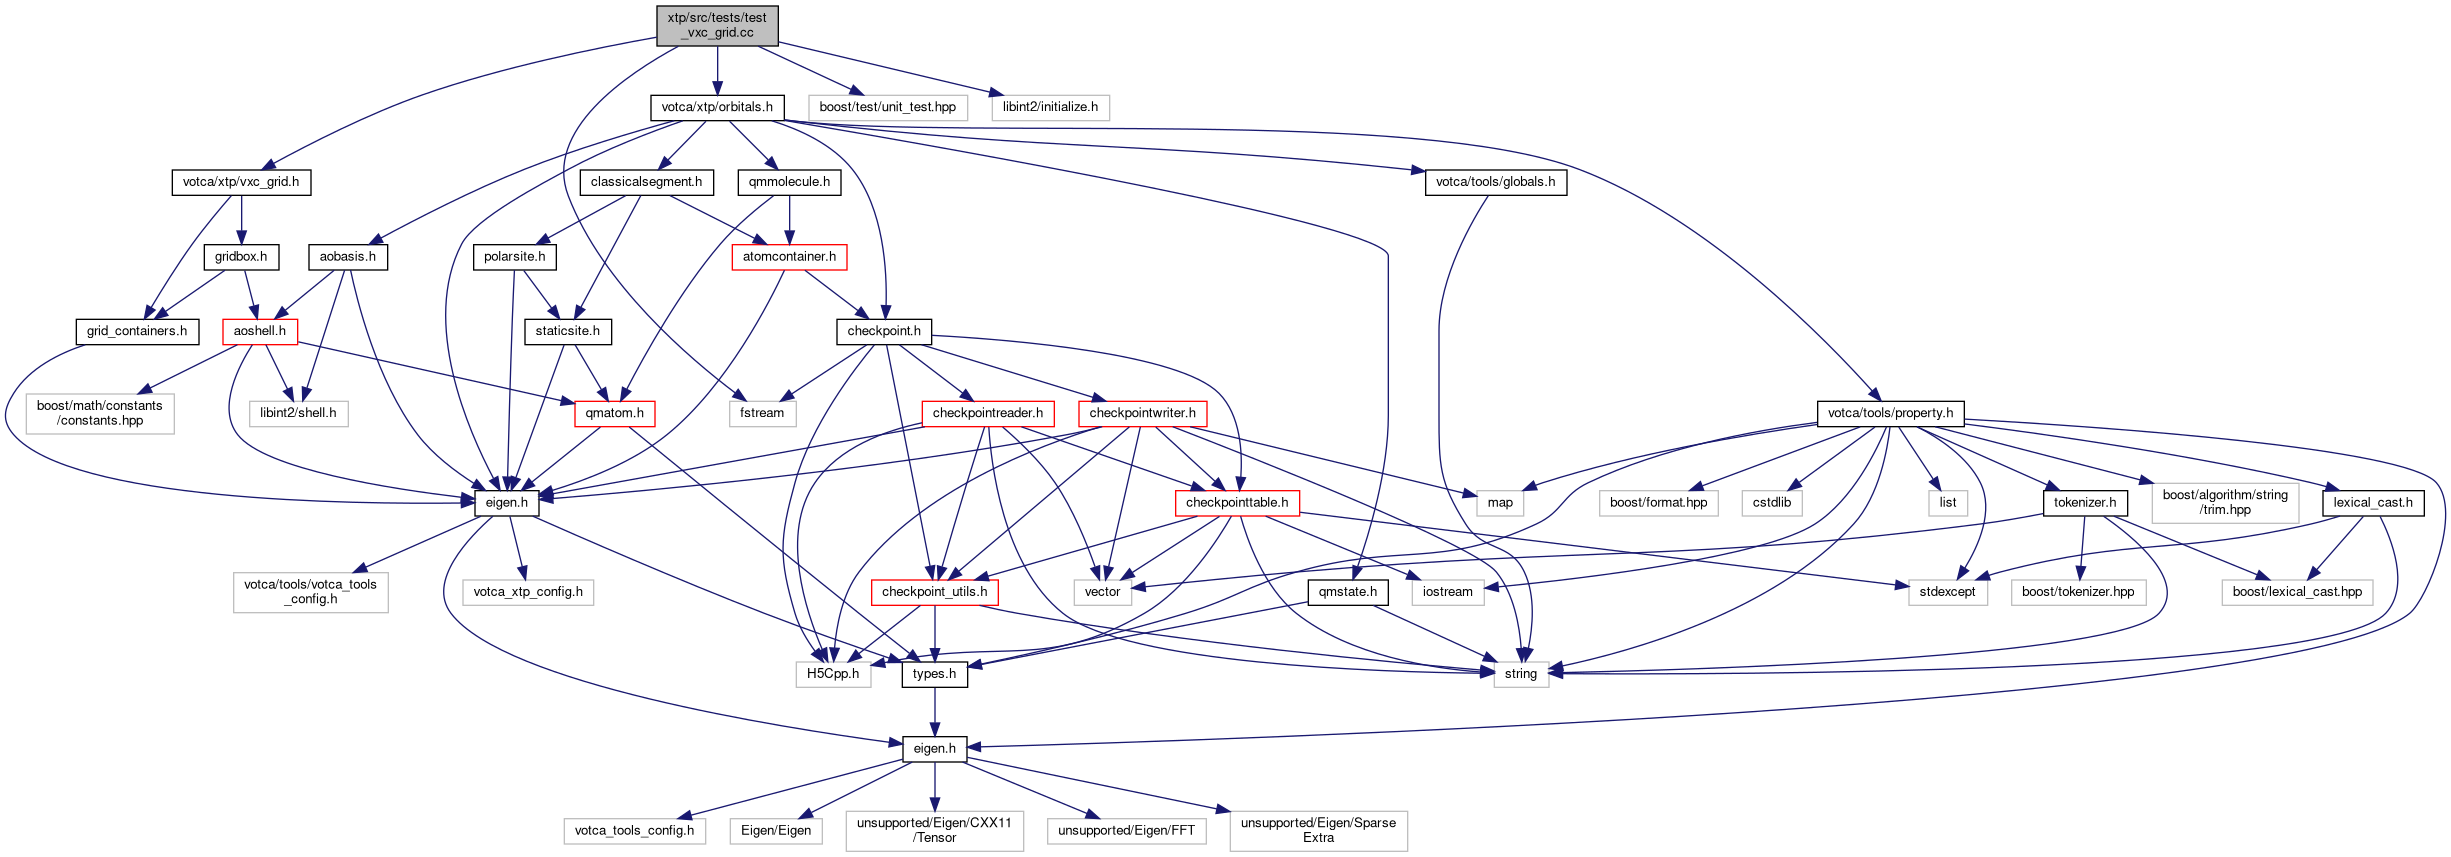 xtp/src/tests/test
_vxc_grid.cc
votca/xtp/orbitals.h
boost/test/unit_test.hpp
libint2/initialize.h
votca/xtp/vxc_grid.h
classicalsegment.h
qmmolecule.h
votca/tools/globals.h
gridbox.h
aobasis.h
polarsite.h
atomcontainer.h
grid_containers.h
aoshell.h
staticsite.h
checkpoint.h
boost/math/constants
/constants.hpp
libint2/shell.h
qmatom.h
fstream
checkpointreader.h
checkpointwriter.h
votca/tools/property.h
eigen.h
checkpointtable.h
map
boost/format.hpp
cstdlib
list
tokenizer.h
boost/algorithm/string
/trim.hpp
lexical_cast.h
votca/tools/votca_tools
_config.h
votca_xtp_config.h
checkpoint_utils.h
vector
qmstate.h
iostream
stdexcept
boost/tokenizer.hpp
boost/lexical_cast.hpp
H5Cpp.h
types.h
string
eigen.h
votca_tools_config.h
Eigen/Eigen
unsupported/Eigen/CXX11
/Tensor
unsupported/Eigen/FFT
unsupported/Eigen/Sparse
Extra